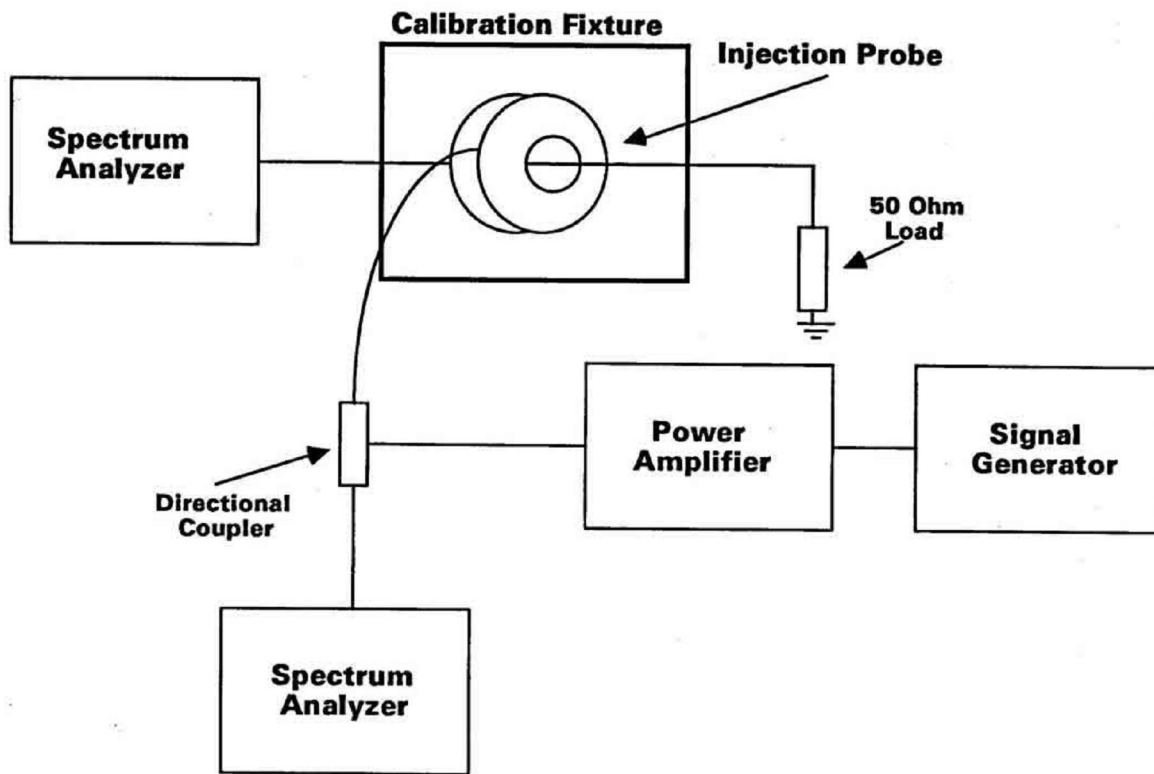 Calibration Fixture
Injection Probe
Spectrum
Analyzer
50 Ohm
Load
Power
Amplifier
Signal
Generator
Directional
Coupler
Spectrum
Analyzer